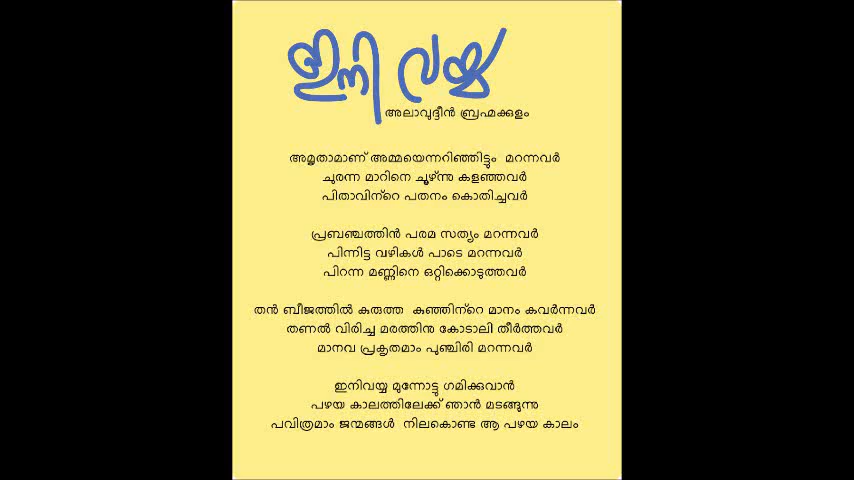 ഇനി വയ്യ
അലാവുദ്ദീൻ ബ്രഹ്മക്കുളം
അമൃതാമാണ് അമ്മയെന്നറിഞ്ഞിട്ടും മറന്നവർ
ചുരന്ന മാറിനെ ചൂഴ്ന്നു കളഞ്ഞവർ
പിതാവിൻറെ പതനം കൊതിച്ചവർ
പ്രബഞ്ചത്തിൻ പരമ സത്യം മറന്നവർ
പിന്നിട്ട വഴികൾ പാടെ മറന്നവർ
പിറന്ന മണ്ണിനെ ഒറ്റിക്കൊടുത്തവർ
തൻ ബീജത്തിൽ കുരുത്ത കുഞ്ഞിൻറെ മാനം കവർന്നവർ
തണൽ വിരിച്ച മരത്തിനു കോടാലി തീർത്തവർ
മാനവ പ്രകൃതമാം പുഞ്ചിരി മറന്നവർ
ഇനിവയ്യ മുന്നോട്ടു ഗമിക്കുവാൻ
പഴയ കാലത്തിലേക്ക് ഞാൻ മടങ്ങുന്നു
പവിത്രമാം ജന്മങ്ങൾ നിലകൊണ്ട ആ പഴയ കാലം